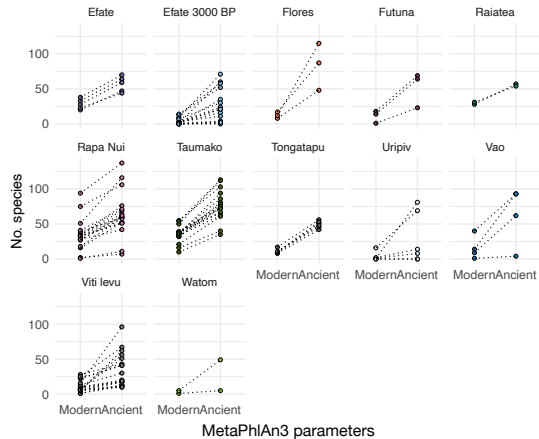 Efate Efate 3000 BP Flores Futuna Raiatea
100
50
0
Rapa Nui Taumako Tongatapu Uripiv Vao
No. species
100
50
0
ModernAncient ModernAncient ModernAncient
Viti levu Watom
100
50
0
ModernAncient ModernAncient
MetaPhlAn3 parameters